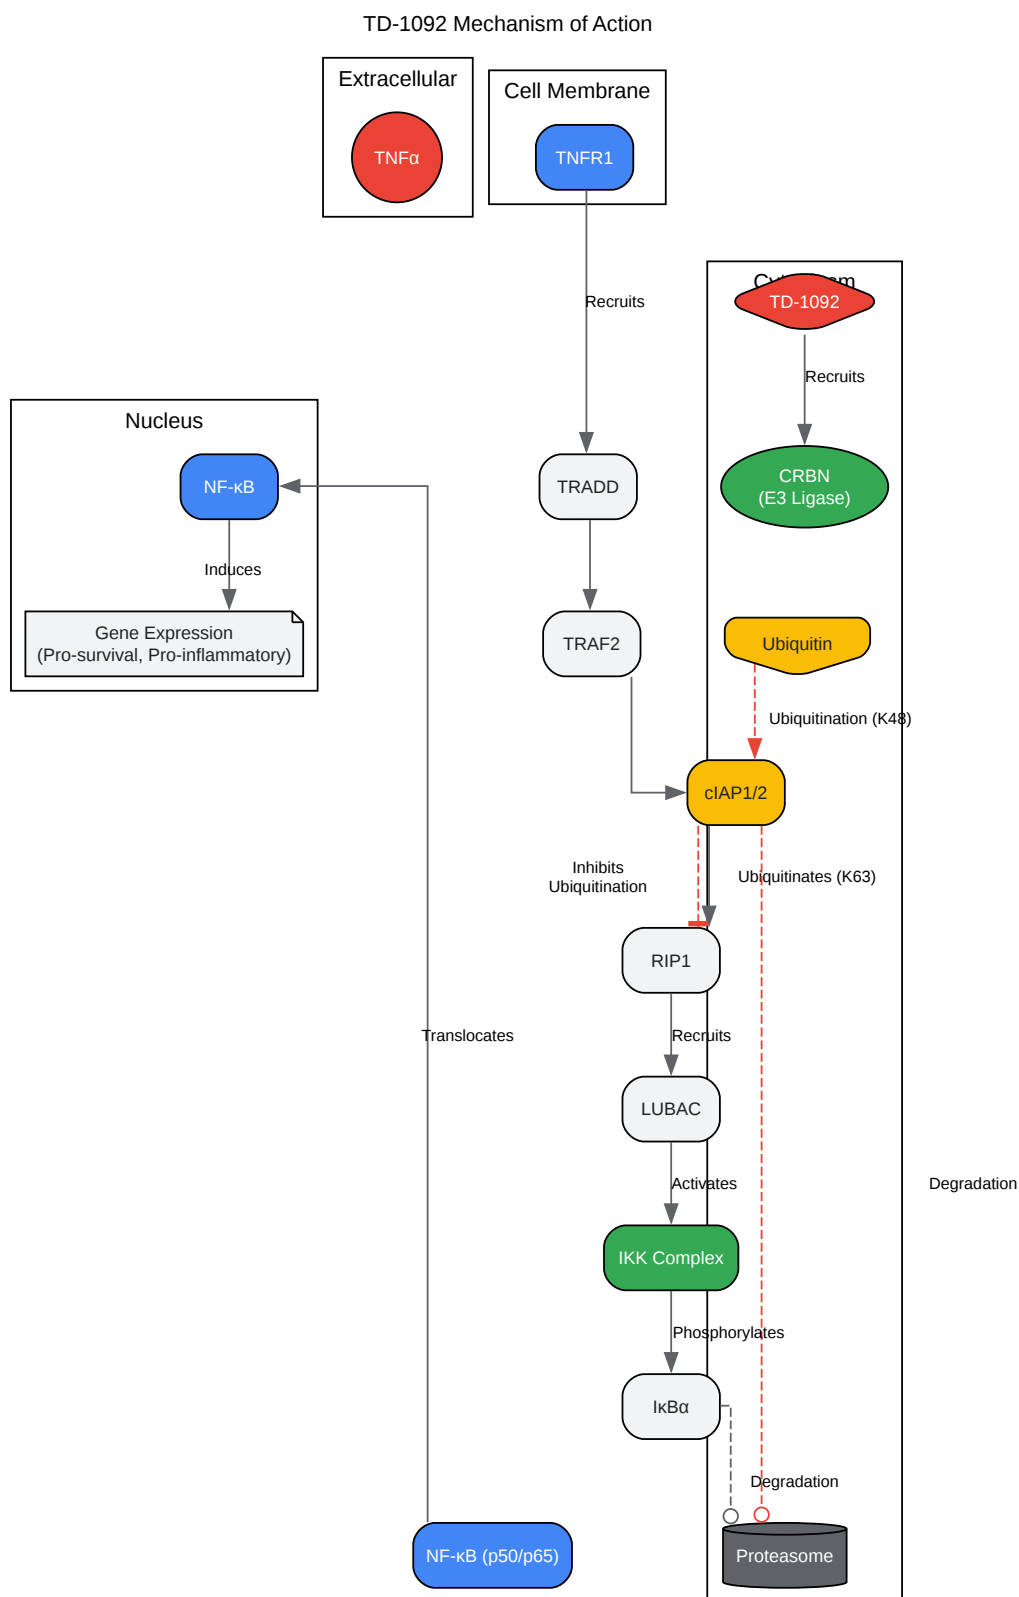 TD-1092 Mechanism of Action
Extracellular
TNFα
Cell Membrane
TNFR1
Recruits
TD-1092
Recruits
CRBN
(E3 Ligase)
Nucleus
NF-κB
Induces
Gene Expression
(Pro-survival, Pro-inflammatory)
TRADD
TRAF2
Ubiquitin
Ubiquitination (K48)
cIAP1/2
Inhibits
Ubiquitination
Ubiquitinates (K63)
RIP1
Recruits
Translocates
LUBAC
Activates
Degradation
IKK Complex
Phosphorylates
IκBα
Degradation
NF-κB (p50/p65)
Proteasome